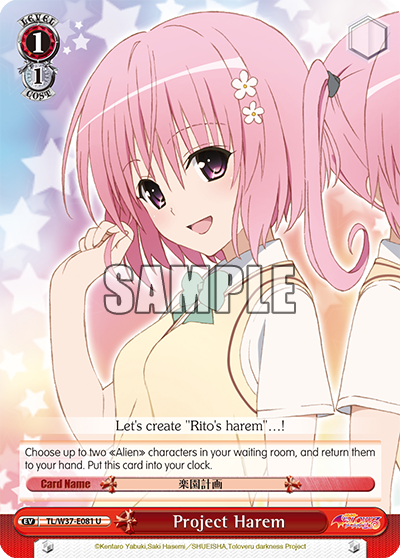 LEVEL
1
1
COST
SAMPLE
Let's create "Rito's harem"…!
Choose up to two «Alien» characters in your waiting room, and return them
to your hand. Put this card into your clock.
Card Name 楽園計画
EV TL/W37-E081 U Project Harem
©Kentaro Yabuki,Saki Hasemi／SHUEISHA,Toloveru darkness Project